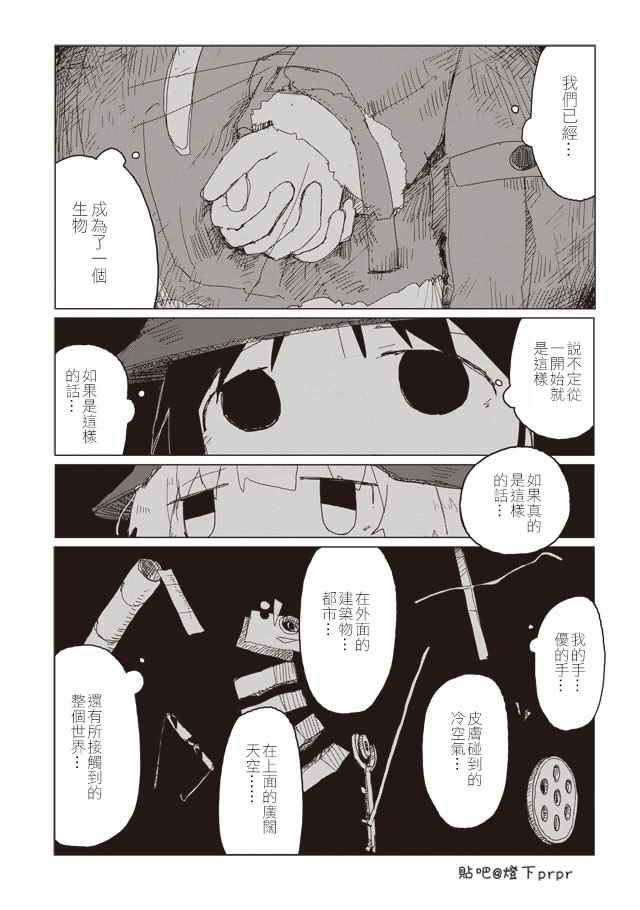 我們已經…
成為了一個
生物
說不定從
一開始就
是這樣
如果是這樣
的話…
如果真的
是這樣
的話…
我的手…
優的手…
在外面的
建築物…
都市…
皮膚碰到的
冷空氣…
在上面的廣闊
天空……
還有所接觸到的
整個世界…
貼吧@燈下prpr